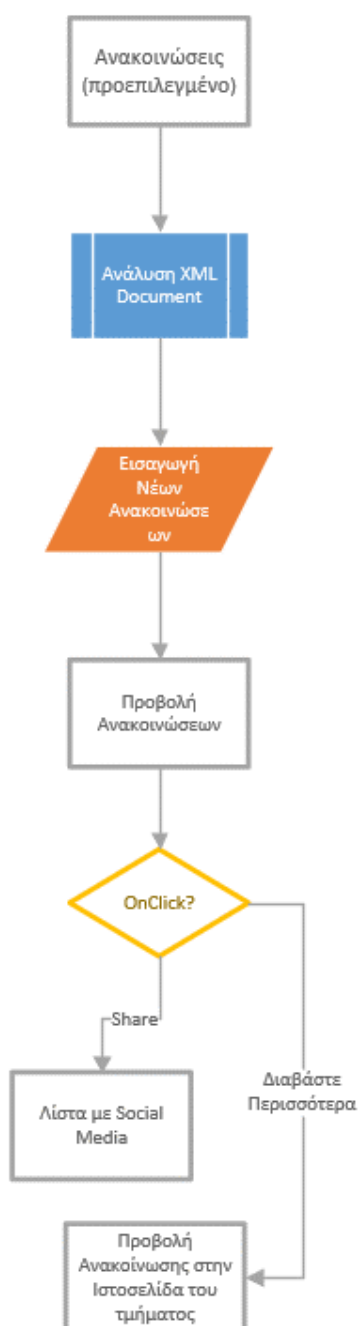 Ανακοινώσεις
(προεπιλεγμένο)
Ανάλυση XML
Document
Εισαγωγή
Νέων
Ανακοινώσε
ων
Προβολή
Ανακοινώσεων
OnClick?
Share
Λίστα με Social
Media
Διαβάστε
Περισσότερα
Προβολή
Ανακοίνωσης στην
Ιστοσελίδα του
τμήματος